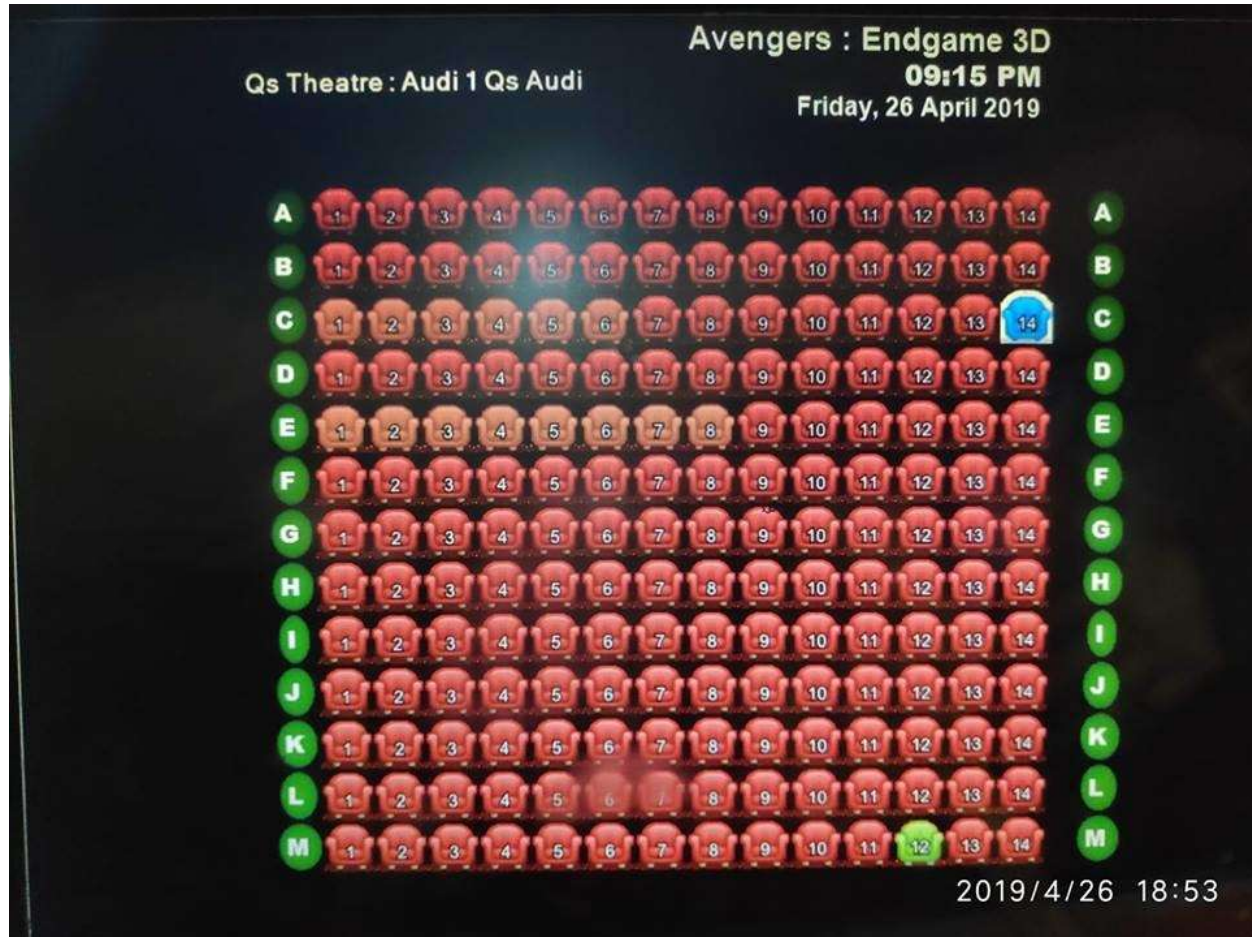 Avengers : Endgame 3D
Qs Theatre : Audi 1 Qs Audi
09:15 PM
Friday, 26 April 2019
A 1 2 3 4 5 6 7 8 9 10 11 12 13 14 A
B 1 2 3 4 5 6 7 8 9 10 11 12 13 14 B
C 1 2 3 4 5 6 7 8 9 10 11 12 13 14 C
D 1 2 3 4 5 6 7 8 9 10 11 12 13 14 D
E 1 2 3 4 5 6 7 8 9 10 11 12 13 14 E
F 1 2 3 4 5 6 7 8 9 10 11 12 13 14 F
G 1 2 3 4 5 6 7 8 9 10 11 12 13 14 G
H 1 2 3 4 5 6 7 8 9 10 11 12 13 14 H
I 1 2 3 4 5 6 7 8 9 10 11 12 13 14 I
J 1 2 3 4 5 6 7 8 9 10 11 12 13 14 J
K 1 2 3 4 5 6 7 8 9 10 11 12 13 14 K
L 1 2 3 4 5 6 7 8 9 10 11 12 13 14 L
M 1 2 3 4 5 6 7 8 9 10 11 12 13 14 M
2019/4/26 18:53